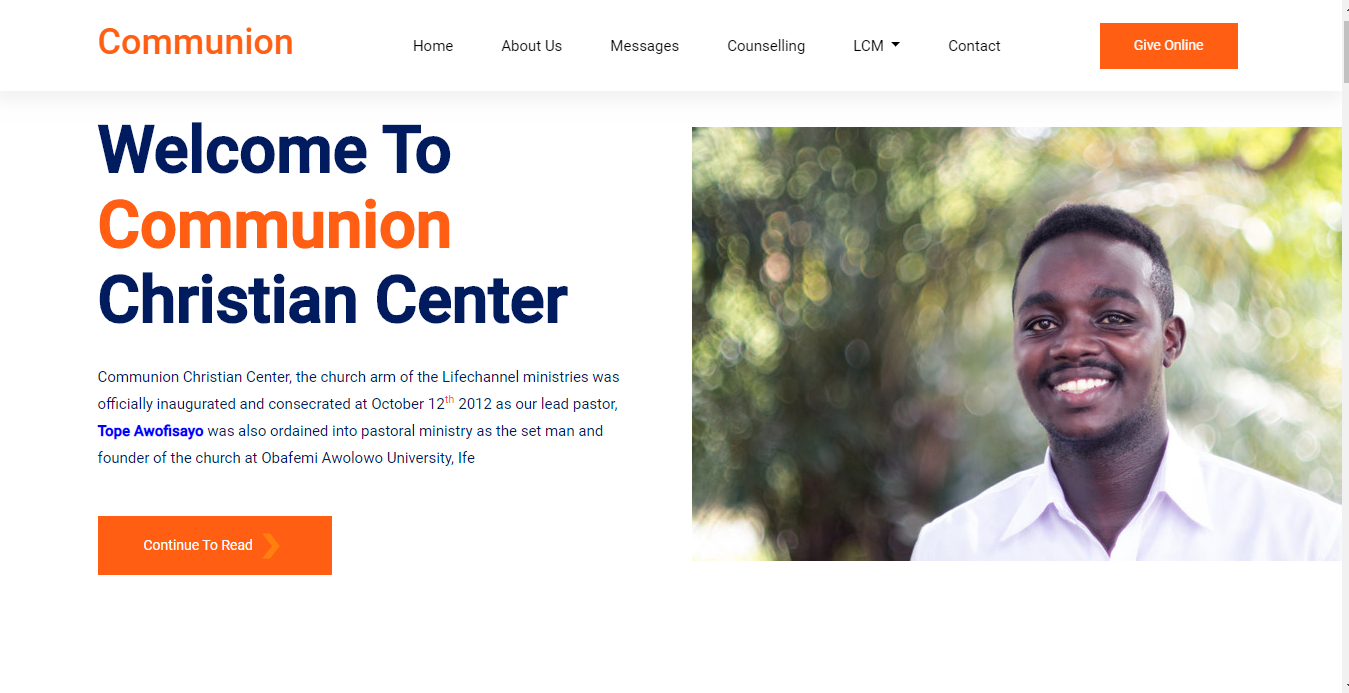 Communion
Home About Us Messages Counselling LCM Contact
Give Online
Welcome To
Communion
Christian Center
Communion Christian Center, the church arm of the Lifechannel ministries was
officially inaugurated and consecrated at October 12th 2012 as our lead pastor,
Tope Awofisayo was also ordained into pastoral ministry as the set man and
founder of the church at Obafemi Awolowo University, Ife
Continue To Read